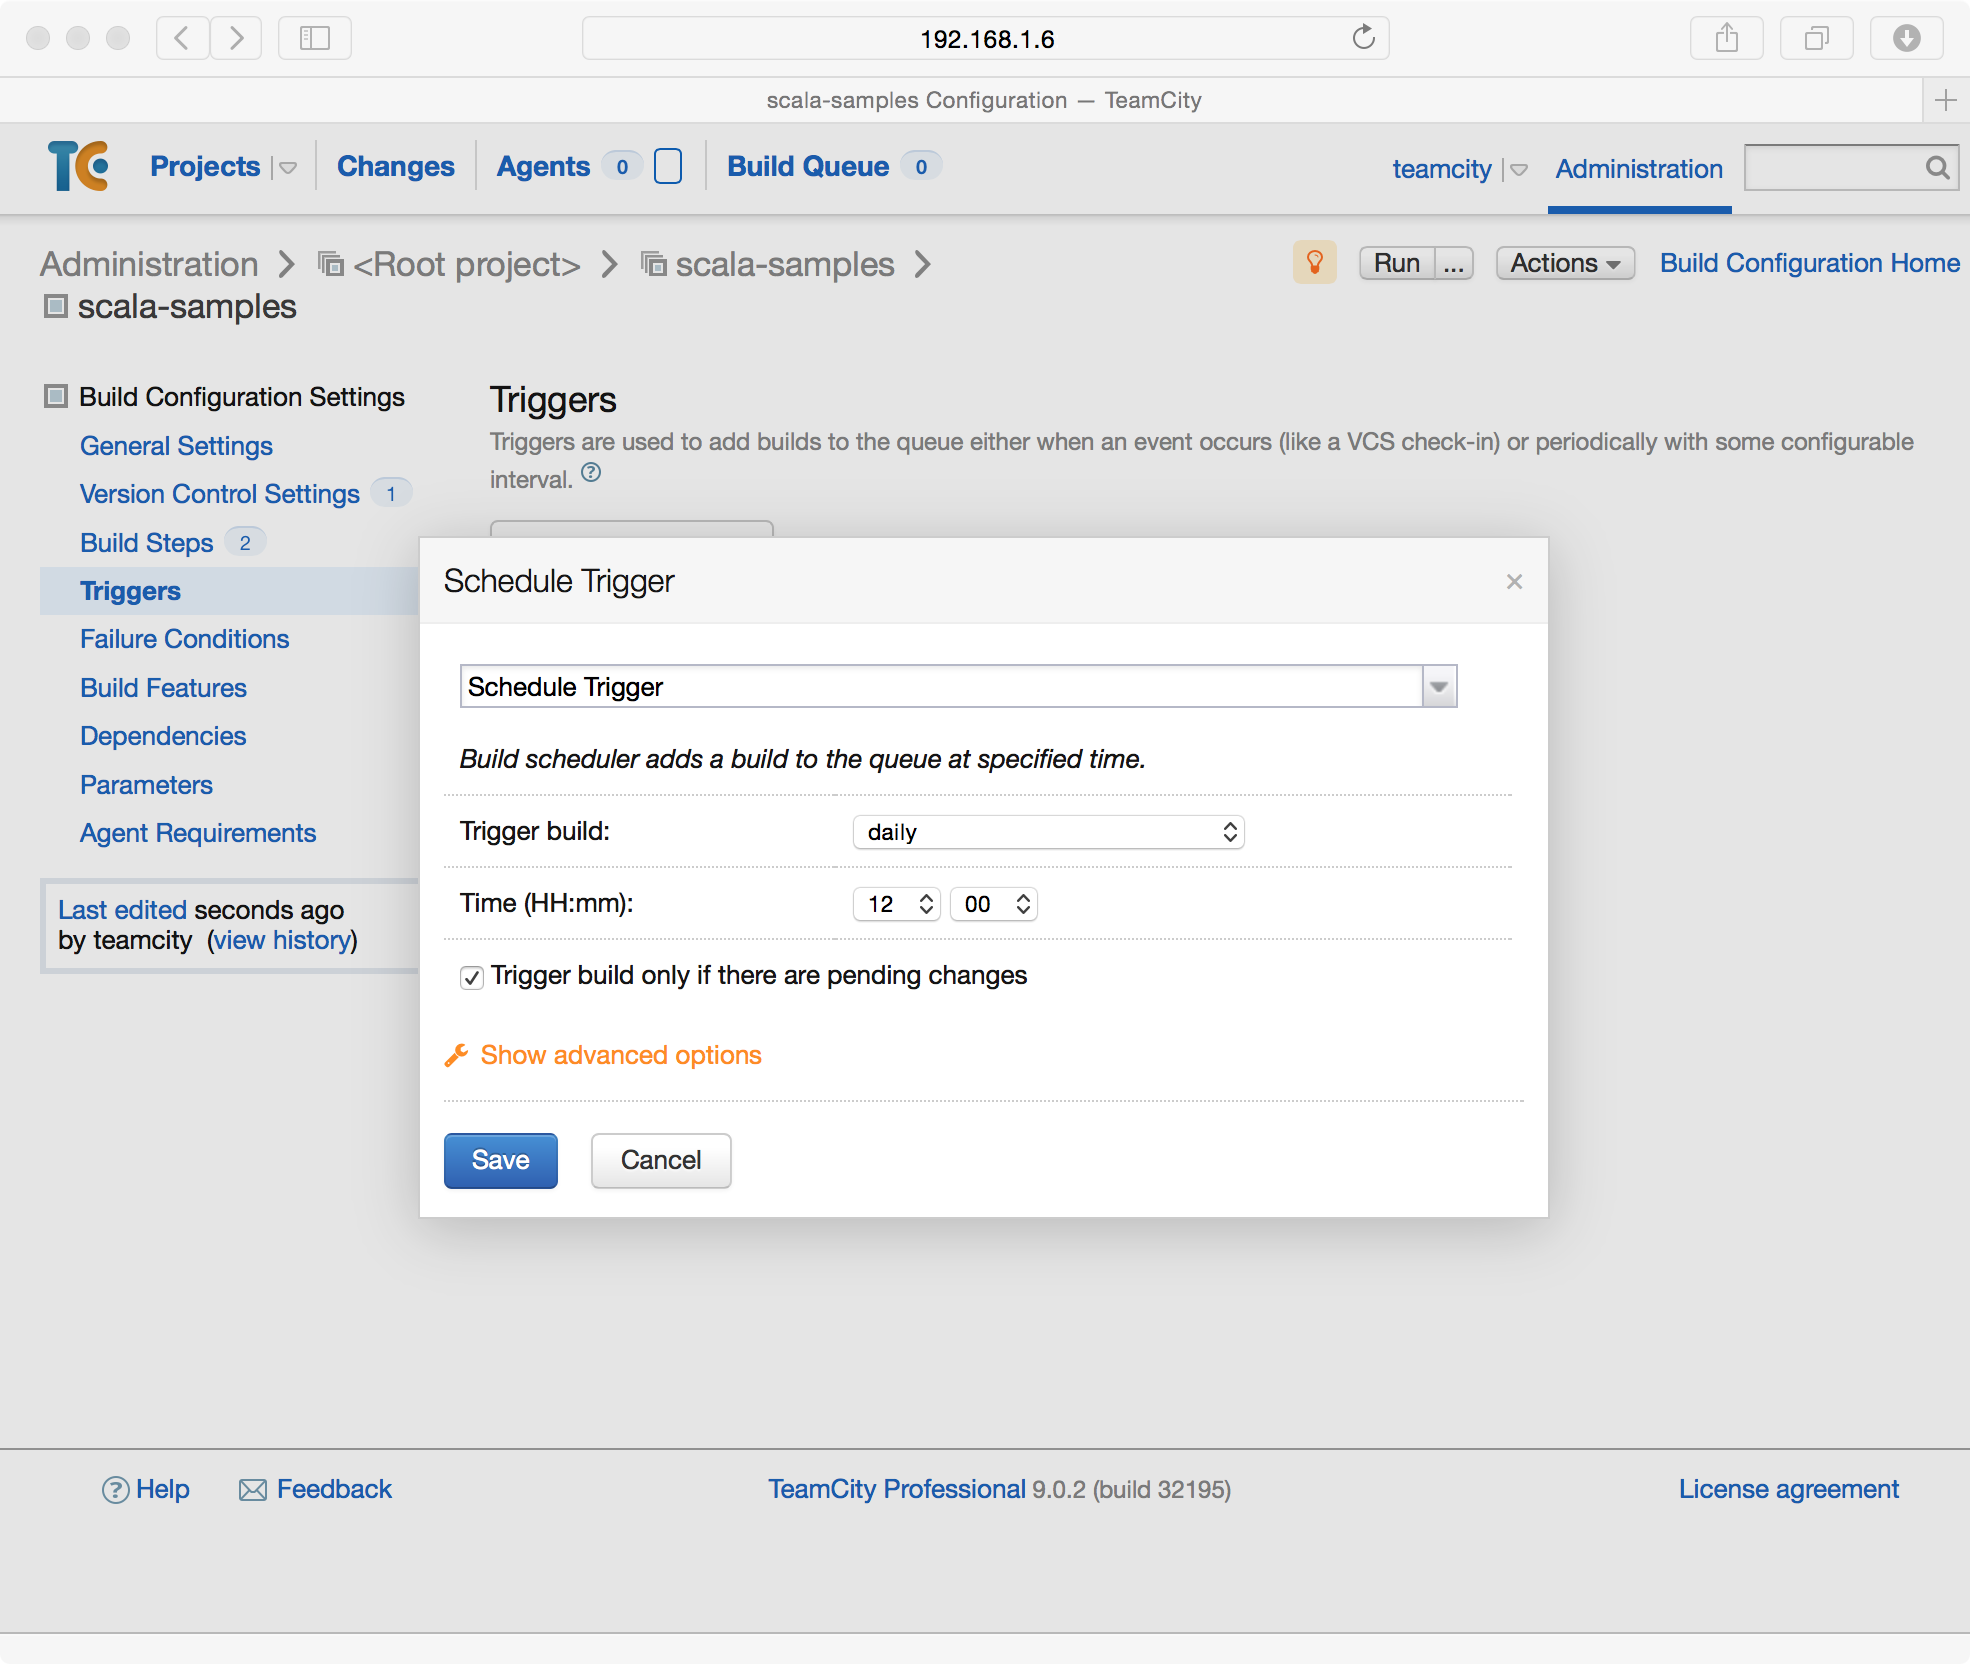 192.168.1.6
scala-samples Configuration — TeamCity
TC Projects Changes Agents 0 Build Queue 0 teamcity Administration
Administration <Root project> scala-samples Run ... Actions Build Configuration Home
scala-samples
Build Configuration Settings
General Settings
Version Control Settings 1
Build Steps 2
Triggers
Failure Conditions
Build Features
Dependencies
Parameters
Agent Requirements
Last edited seconds ago
by teamcity (view history)
Triggers
Triggers are used to add builds to the queue either when an event occurs (like a VCS check-in) or periodically with some configurable
interval. ?
Schedule Trigger
Schedule Trigger
Build scheduler adds a build to the queue at specified time.
Trigger build: daily
Time (HH:mm): 12 00
Trigger build only if there are pending changes
Show advanced options
Save Cancel
? Help Feedback TeamCity Professional 9.0.2 (build 32195) License agreement